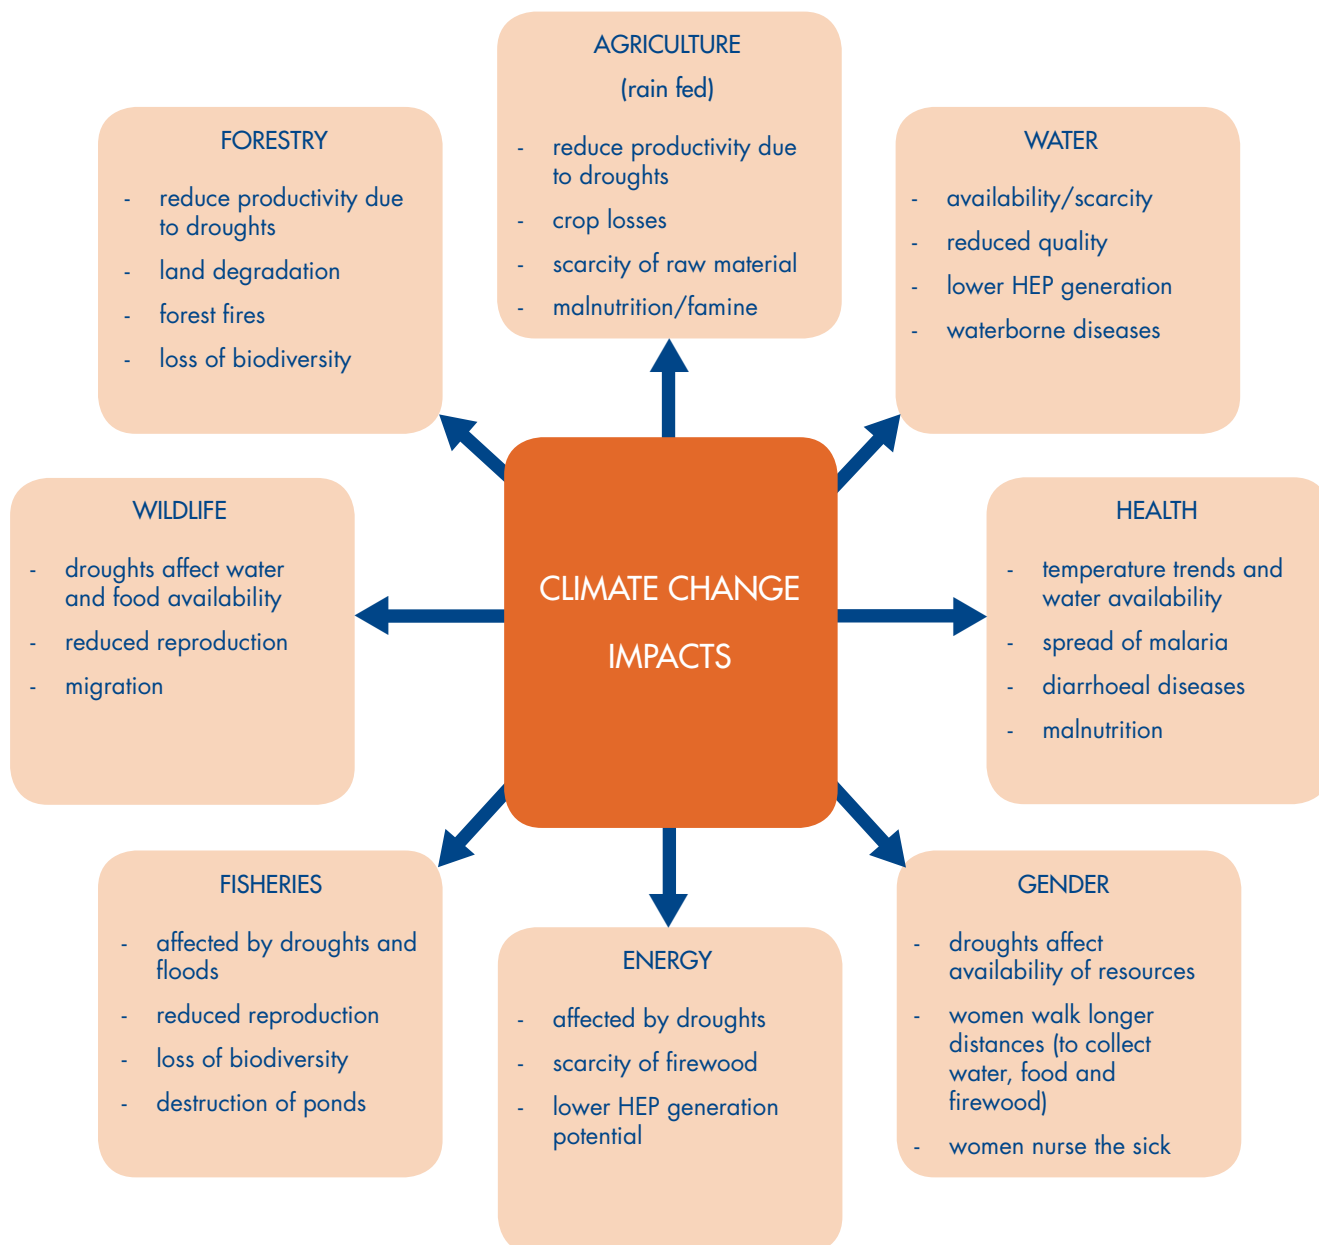 AGRICULTURE
(rain fed)
- reduce productivity due
to droughts
- crop losses
- scarcity of raw material
- malnutrition/famine
FORESTRY
- reduce productivity due
to droughts
- land degradation
- forest fires
- loss of biodiversity
WATER
- availability/scarcity
- reduced quality
- lower HEP generation
- waterborne diseases
WILDLIFE
- droughts affect water
and food availability
- reduced reproduction
- migration
CLIMATE CHANGE
IMPACTS
HEALTH
- temperature trends and
water availability
- spread of malaria
- diarrhoeal diseases
- malnutrition
FISHERIES
- affected by droughts and
floods
- reduced reproduction
- loss of biodiversity
- destruction of ponds
ENERGY
- affected by droughts
- scarcity of firewood
- lower HEP generation
potential
GENDER
- droughts affect
availability of resources
- women walk longer
distances (to collect
water, food and
firewood)
- women nurse the sick